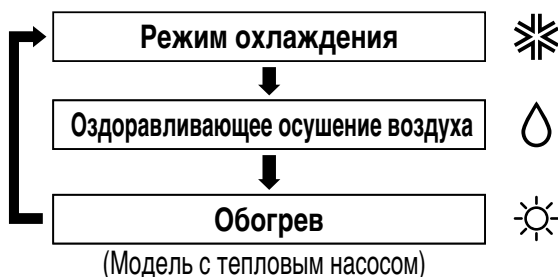 Режим охлаждения
Оздоравливающее осушение воздуха
Обогрев
(Модель с тепловым насосом)